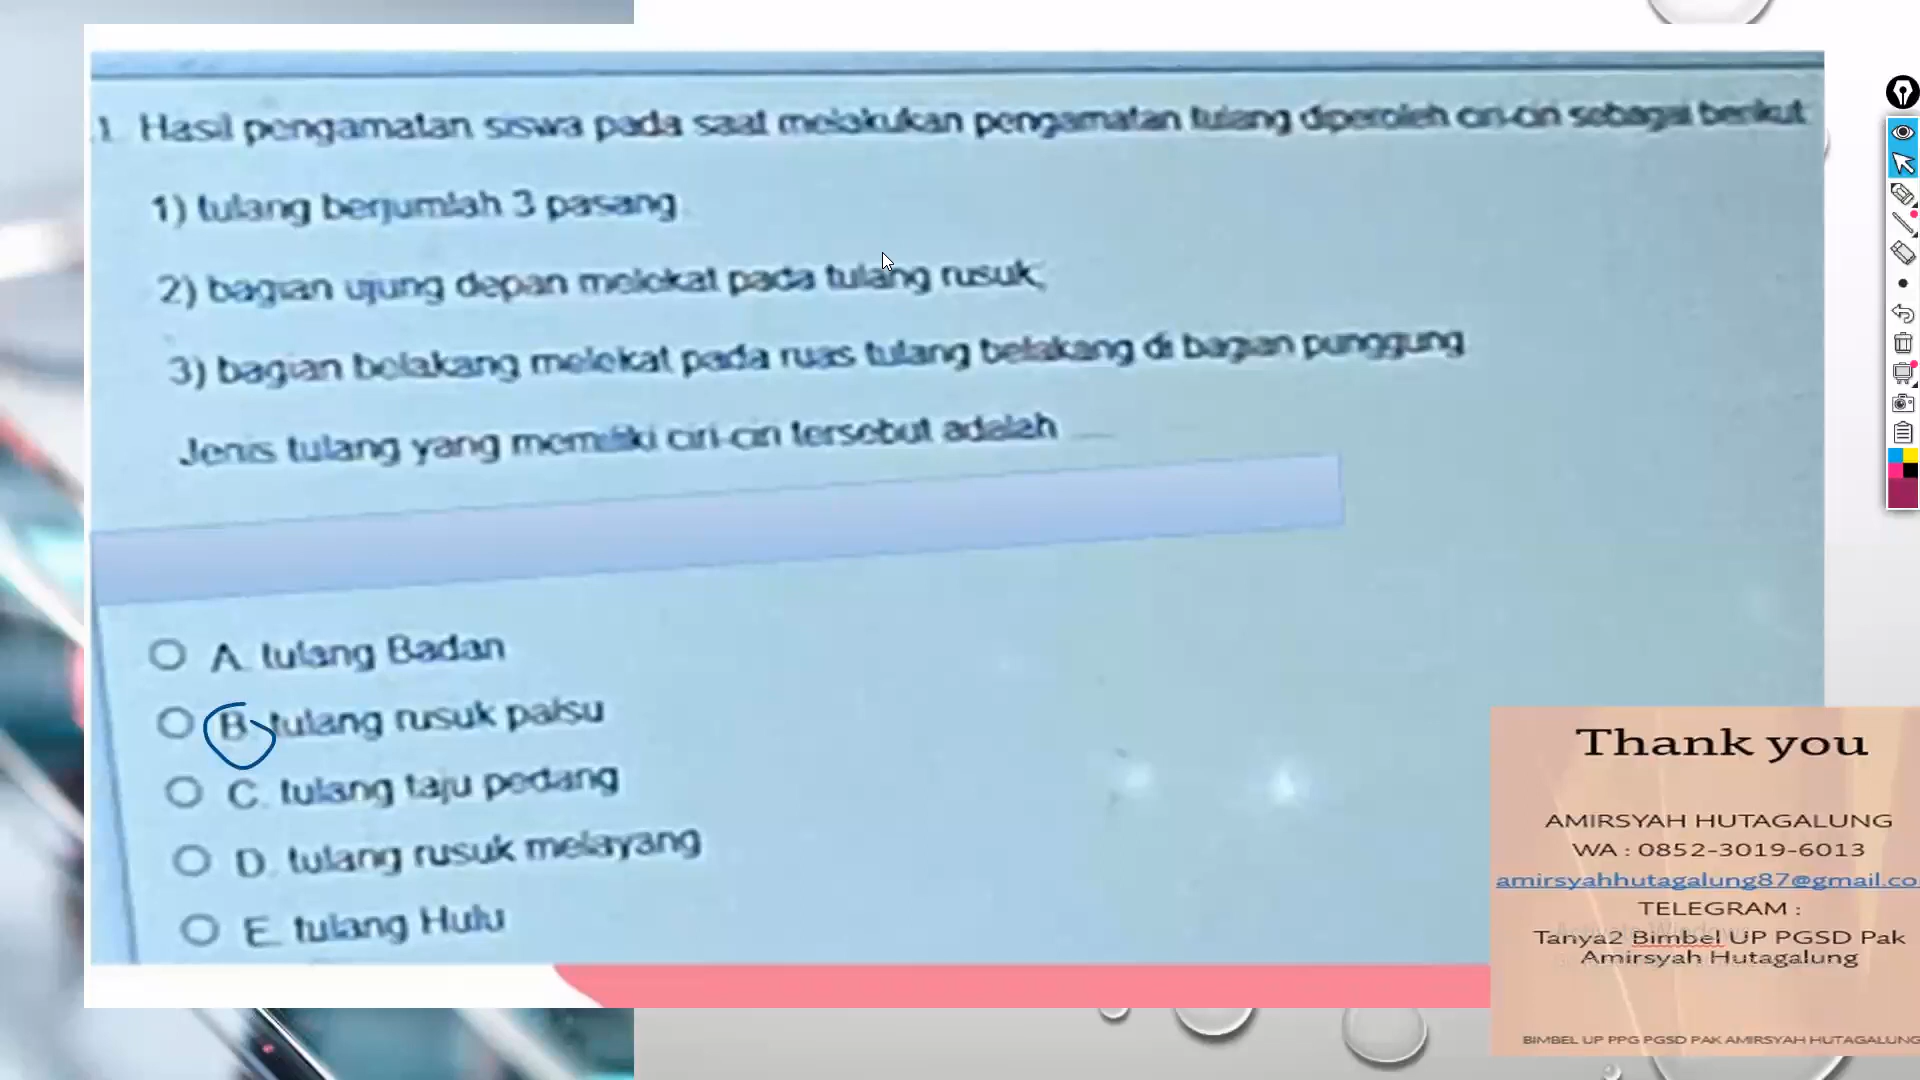 1. Hasil pengamatan siswa pada saat melakukan pengamatan tulang diperoleh ciri-ciri sebagai berikut
1) tulang berjumlah 3 pasang
2) bagian ujung depan melekat pada tulang rusuk,
3) bagian belakang melekat pada ruas tulang belakang di bagian punggung
Jenis tulang yang memiliki ciri-ciri tersebut adalah ....
A. tulang Badan
B. tulang rusuk palsu
C. tulang taju pedang
D. tulang rusuk melayang
E. tulang Hulu
Thank you
AMIRSYAH HUTAGALUNG
WA : 0852-3019-6013
amirsyahhutagalung87@gmail.co
TELEGRAM :
Tanya2 Bimbel UP PGSD Pak
Amirsyah Hutagalung
BIMBEL UP PPG PGSD PAK AMIRSYAH HUTAGALUNG